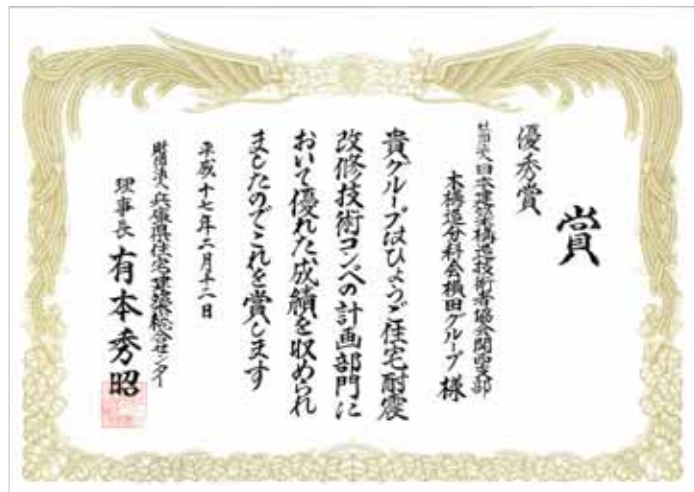 賞
優秀賞
社団法人日本建築構造技術者協会関西支部
木構造分科会横田グループ 様
貴グループはひょうご住宅耐震
改修技術コンペの計画部門に
おいて優れた成績を収められ
ましたのでこれを賞します
平成十七年二月十二日
財団法人兵庫県住宅建築総合センター
理事長 有本秀昭